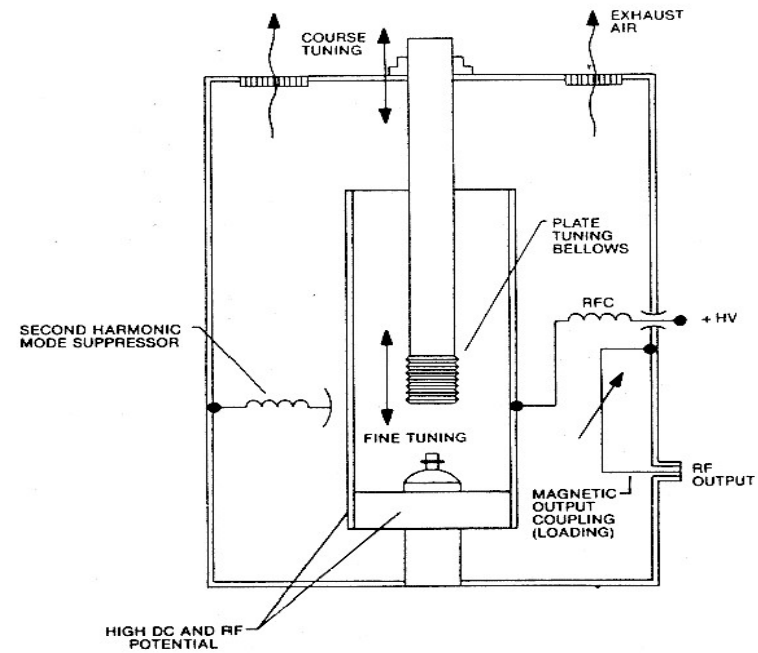 EXHAUST
AIR
COURSE
TUNING
PLATE
TUNING
BELLOWS
RFC
+ HV
SECOND HARMONIC
MODE SUPPRESSOR
FINE TUNING
RF
OUTPUT
MAGNETIC
OUTPUT
COUPLING
(LOADING)
HIGH DC AND RF
POTENTIAL